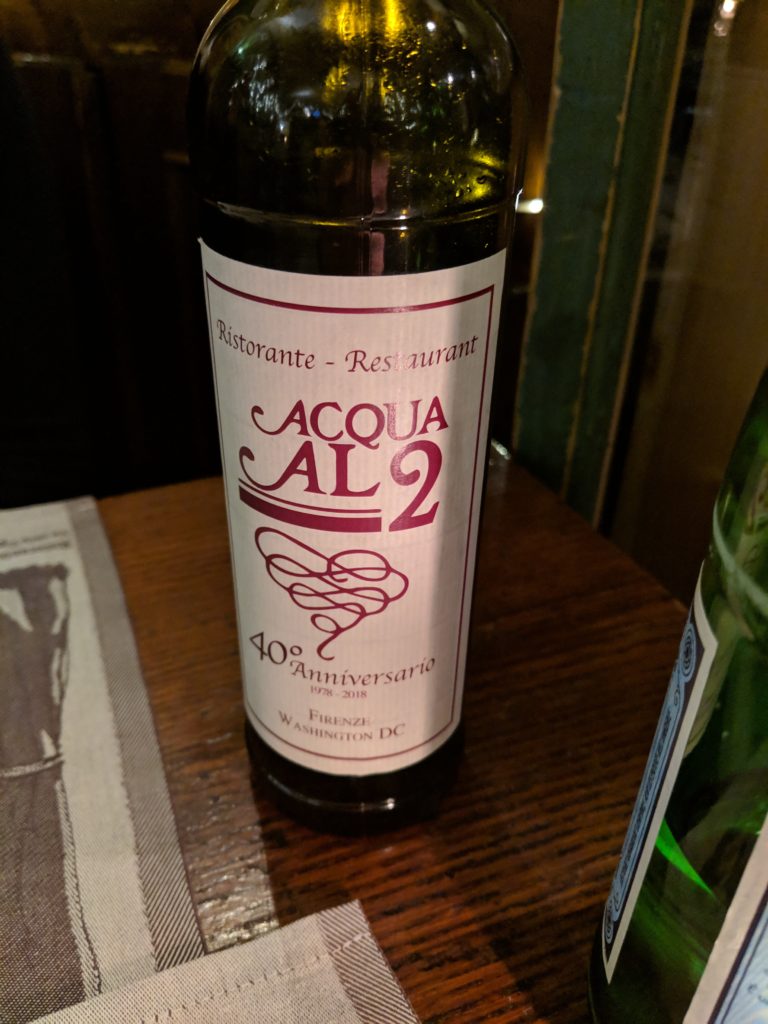 Ristorante - Restaurant
ACQUA
AL 2
40° Anniversario
1978 - 2018
FIRENZE
WASHINGTON DC